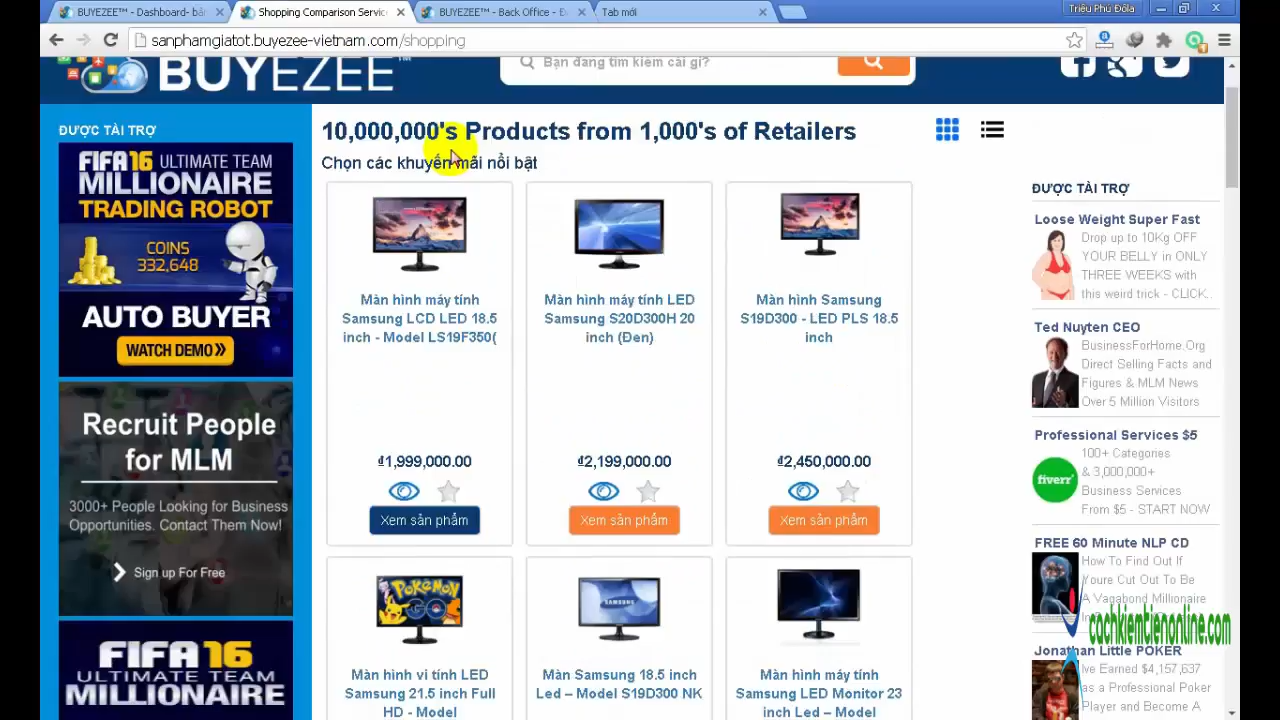 BUYEZEE™ - Dashboard- bả
Shopping Comparison Servic
BUYEZEE™ - Back Office - Đ
Tab mới
Triệu Phú Đôla
sanphamgiatot.buyezee-vietnam.com/shopping
BUYEZEE™
Bạn đang tìm kiếm cái gì?
ĐƯỢC TÀI TRỢ
FIFA 16 ULTIMATE TEAM
MILLIONAIRE
TRADING ROBOT
COINS
332,648
AUTO BUYER
WATCH DEMO
Recruit People
for MLM
3000+ People Looking for Business
Opportunities. Contact Them Now!
Sign up For Free
FIFA 16
ULTIMATE TEAM
MILLIONAIRE
10,000,000's Products from 1,000's of Retailers
Chọn các khuyến mãi nổi bật
Màn hình máy tính
Samsung LCD LED 18.5
inch - Model LS19F350(
₫1,999,000.00
Xem sản phẩm
Màn hình máy tính LED
Samsung S20D300H 20
inch (Đen)
₫2,199,000.00
Xem sản phẩm
Màn hình Samsung
S19D300 - LED PLS 18.5
inch
₫2,450,000.00
Xem sản phẩm
POKÉMON
GO
Màn hình vi tính LED
Samsung 21.5 inch Full
HD - Model
SAMSUNG
Màn Samsung 18.5 inch
Led – Model S19D300 NK
Màn hình máy tính
Samsung LED Monitor 23
inch Led – Model
ĐƯỢC TÀI TRỢ
Loose Weight Super Fast
Drop up to 10Kg OFF
YOUR BELLY in ONLY
THREE WEEKS with
this weird trick - CLICK..
Ted Nuyten CEO
BusinessForHome.Org
Direct Selling Facts and
Figures & MLM News
Over 5 Million Visitors
Professional Services $5
fiverr
100+ Categories
& 3,000,000+
Business Services
From $5 - START NOW
FREE 60 Minute NLP CD
How To Find Out If
Youre Cut Out To Be
A Vagabond Millionaire
cachkiemtienonline.com
Jonathan Little POKER
Ive Earned $4,157,637
as a Professional Poker
Player and Become A